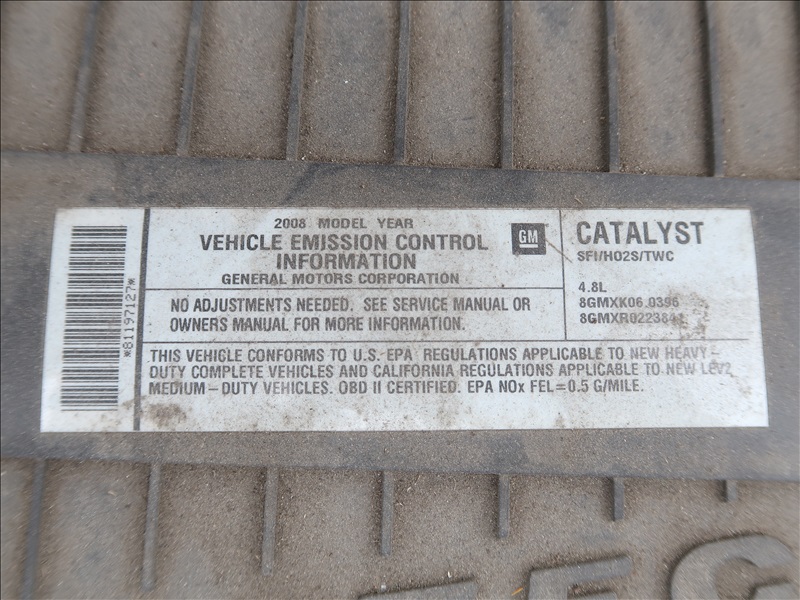 2008 MODEL YEAR
VEHICLE EMISSION CONTROL
INFORMATION
GENERAL MOTORS CORPORATION
GM
NO ADJUSTMENTS NEEDED. SEE SERVICE MANUAL OR
OWNERS MANUAL FOR MORE INFORMATION.
CATALYST
SFI/HO2S/TWC
4.8L
8GMXK06.0396
THIS VEHICLE CONFORMS TO U.S. EPA REGULATIONS APPLICABLE TO NEW HEAVY-
DUTY COMPLETE VEHICLES AND CALIFORNIA REGULATIONS APPLICABLE TO NEW LEV2
MEDIUM-DUTY VEHICLES. OBD II CERTIFIED. EPA NOx FEL=0.5 G/MILE.
*81197127*